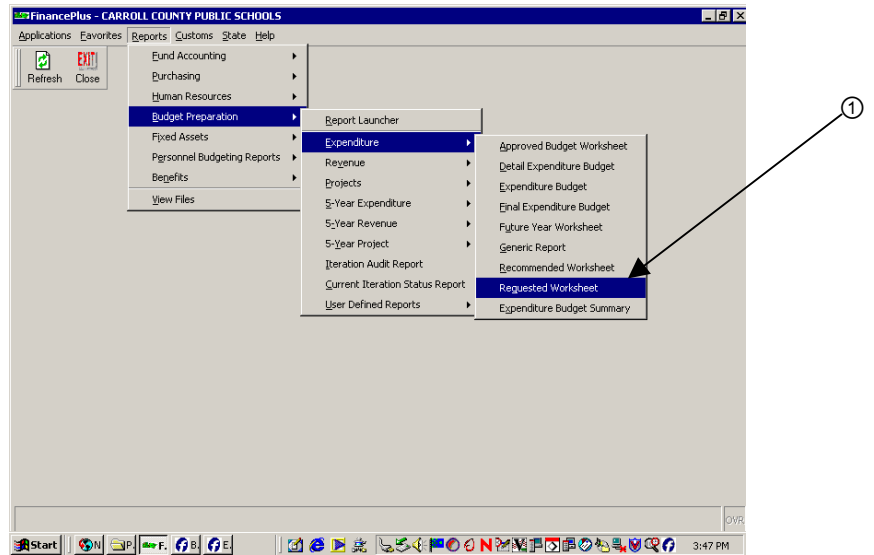 FinancePlus - CARROLL COUNTY PUBLIC SCHOOLS
Applications Favorites Reports Customs State Help
Refresh
EXIT!
Close
Fund Accounting
Purchasing
Human Resources
Budget Preparation
Fixed Assets
Personnel Budgeting Reports
Benefits
View Files
Report Launcher
Expenditure
Revenue
Projects
5-Year Expenditure
5-Year Revenue
5-Year Project
Iteration Audit Report
Current Iteration Status Report
User Defined Reports
Approved Budget Worksheet
Detail Expenditure Budget
Expenditure Budget
Final Expenditure Budget
Future Year Worksheet
Generic Report
Recommended Worksheet
Requested Worksheet
Expenditure Budget Summary
①
OVR
Start N P. F. B. E. N 3:47 PM